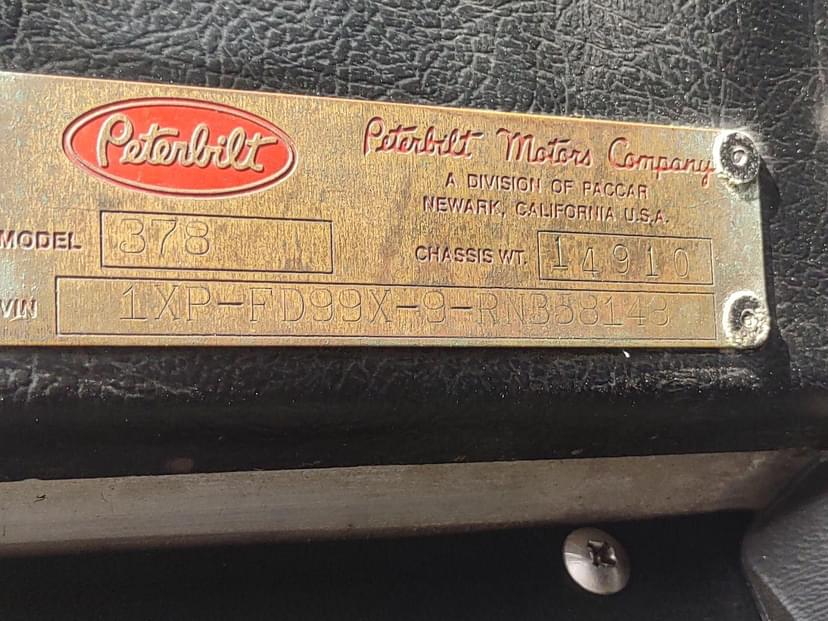 Peterbilt
Peterbilt Motors Company
A DIVISION OF PACCAR
NEWARK, CALIFORNIA U.S.A.
MODEL 378 CHASSIS WT. 14910
VIN 1XP-FD99X-9-RN358148